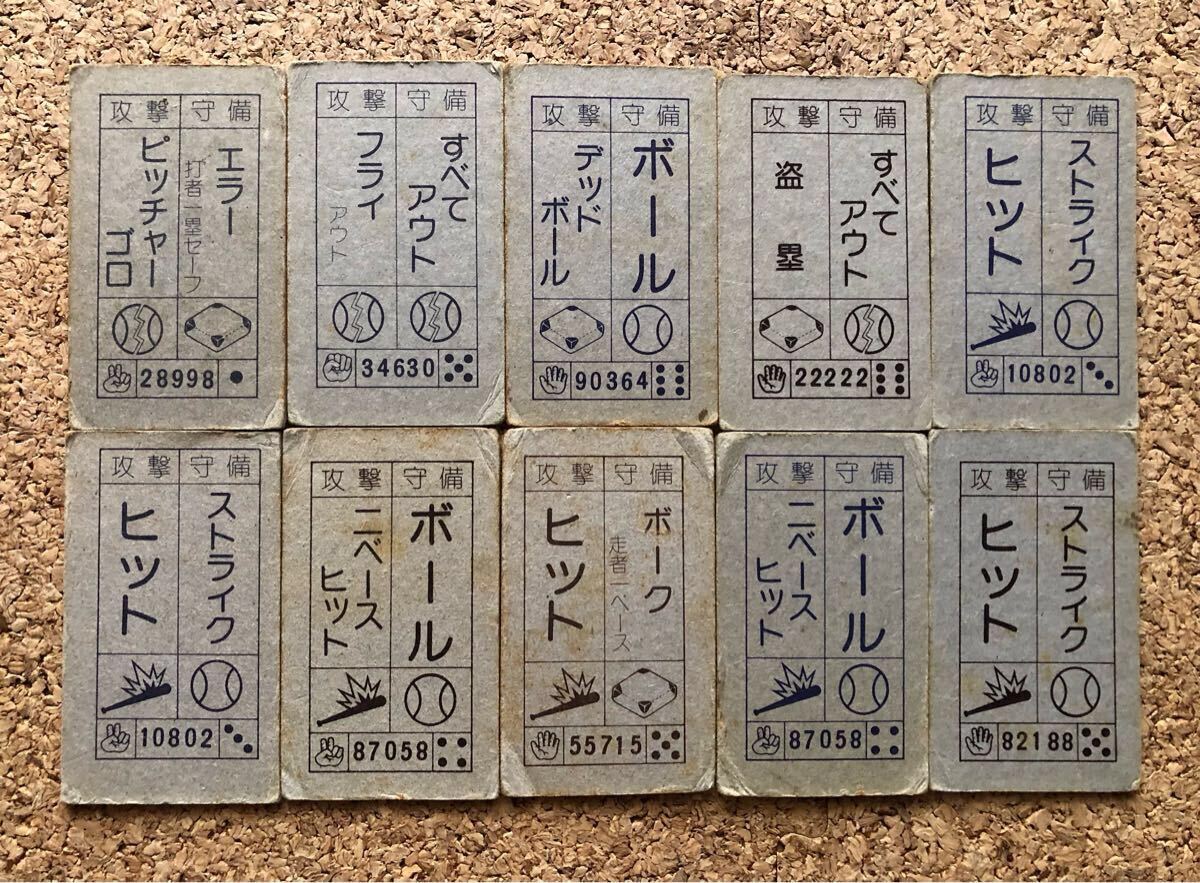 攻撃 守備
エラー
打者一塁セーフ
ピッチャー
ゴロ
28998
攻撃 守備
すべて
アウト
フライ
アウト
34630
攻撃 守備
ボール
デッド
ボール
90364
攻撃 守備
すべて
アウト
盗塁
22222
攻撃 守備
ストライク
ヒット
10802
攻撃 守備
ストライク
ヒット
10802
攻撃 守備
ボール
二ベース
ヒット
87058
攻撃 守備
ボーク
走者二ベース
ヒット
55715
攻撃 守備
ボール
二ベース
ヒット
87058
攻撃 守備
ストライク
ヒット
82188